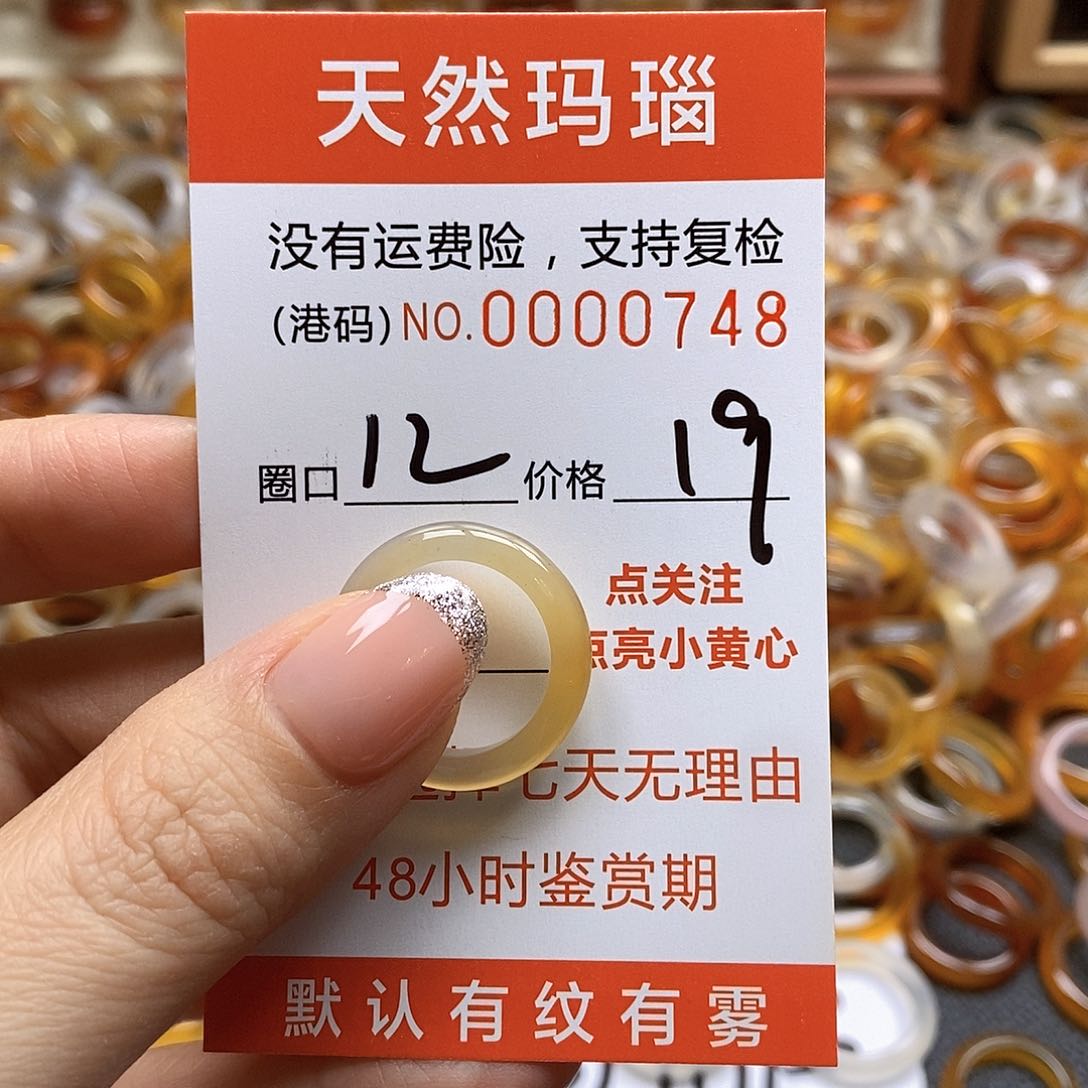 天然玛瑙
没有运费险，支持复检
(港码)NO.0000748
圈口 12 价格 19
点关注
点亮小黄心
七天无理由
48小时鉴赏期
默认有纹有雾